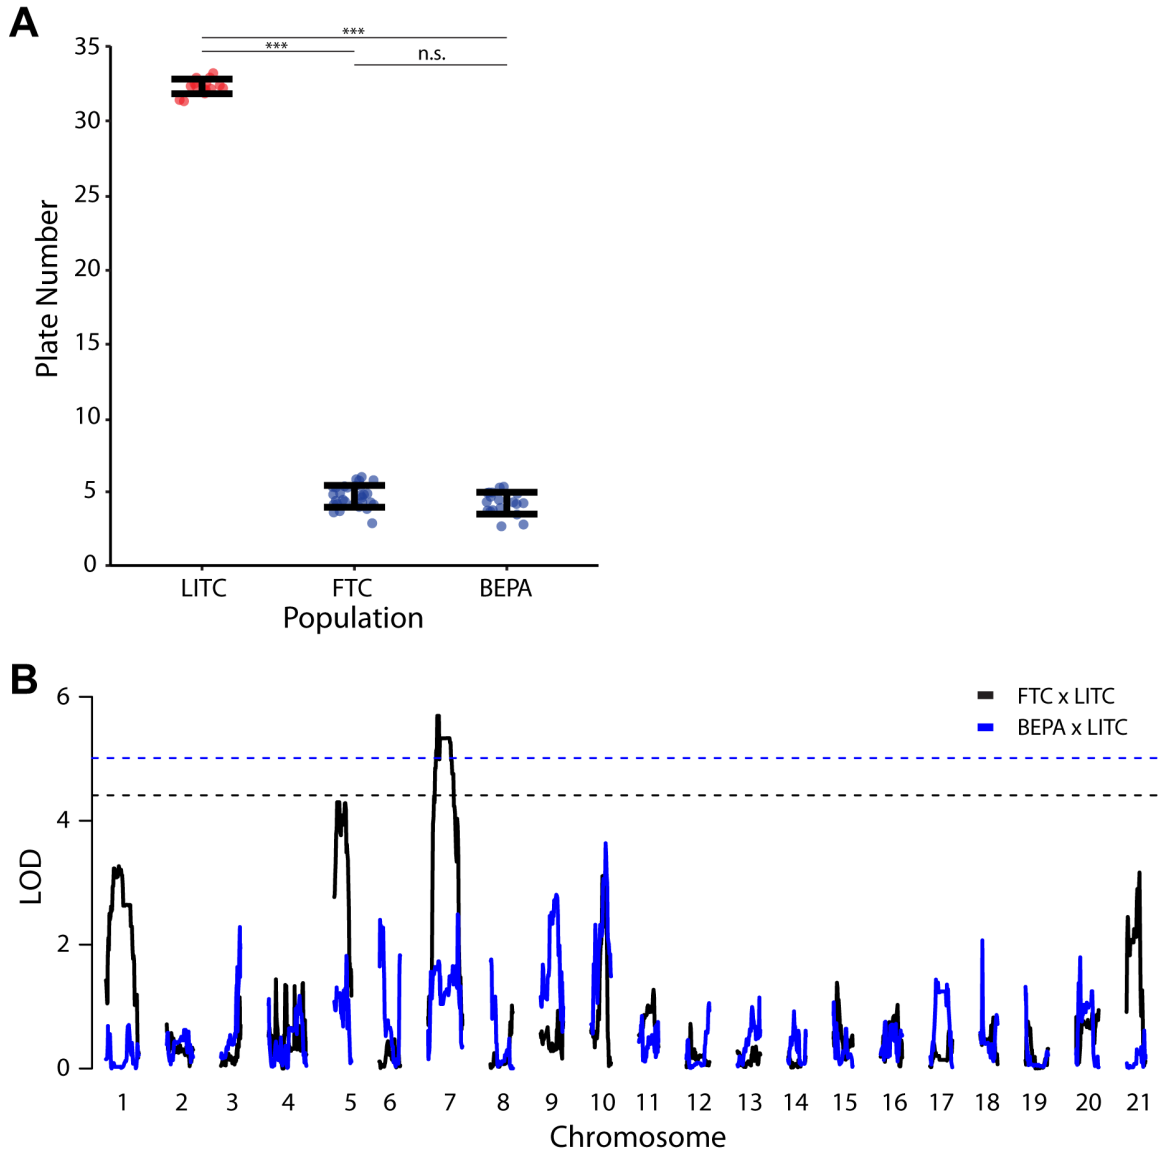 A
***
***
n.s.
35
30
25
20
15
10
5
0
Plate Number
LITC
FTC
BEPA
Population
B
FTC x LITC
BEPA x LITC
6
4
2
0
LOD
1 2 3 4 5 6 7 8 9 10 11 12 13 14 15 16 17 18 19 20 21
Chromosome